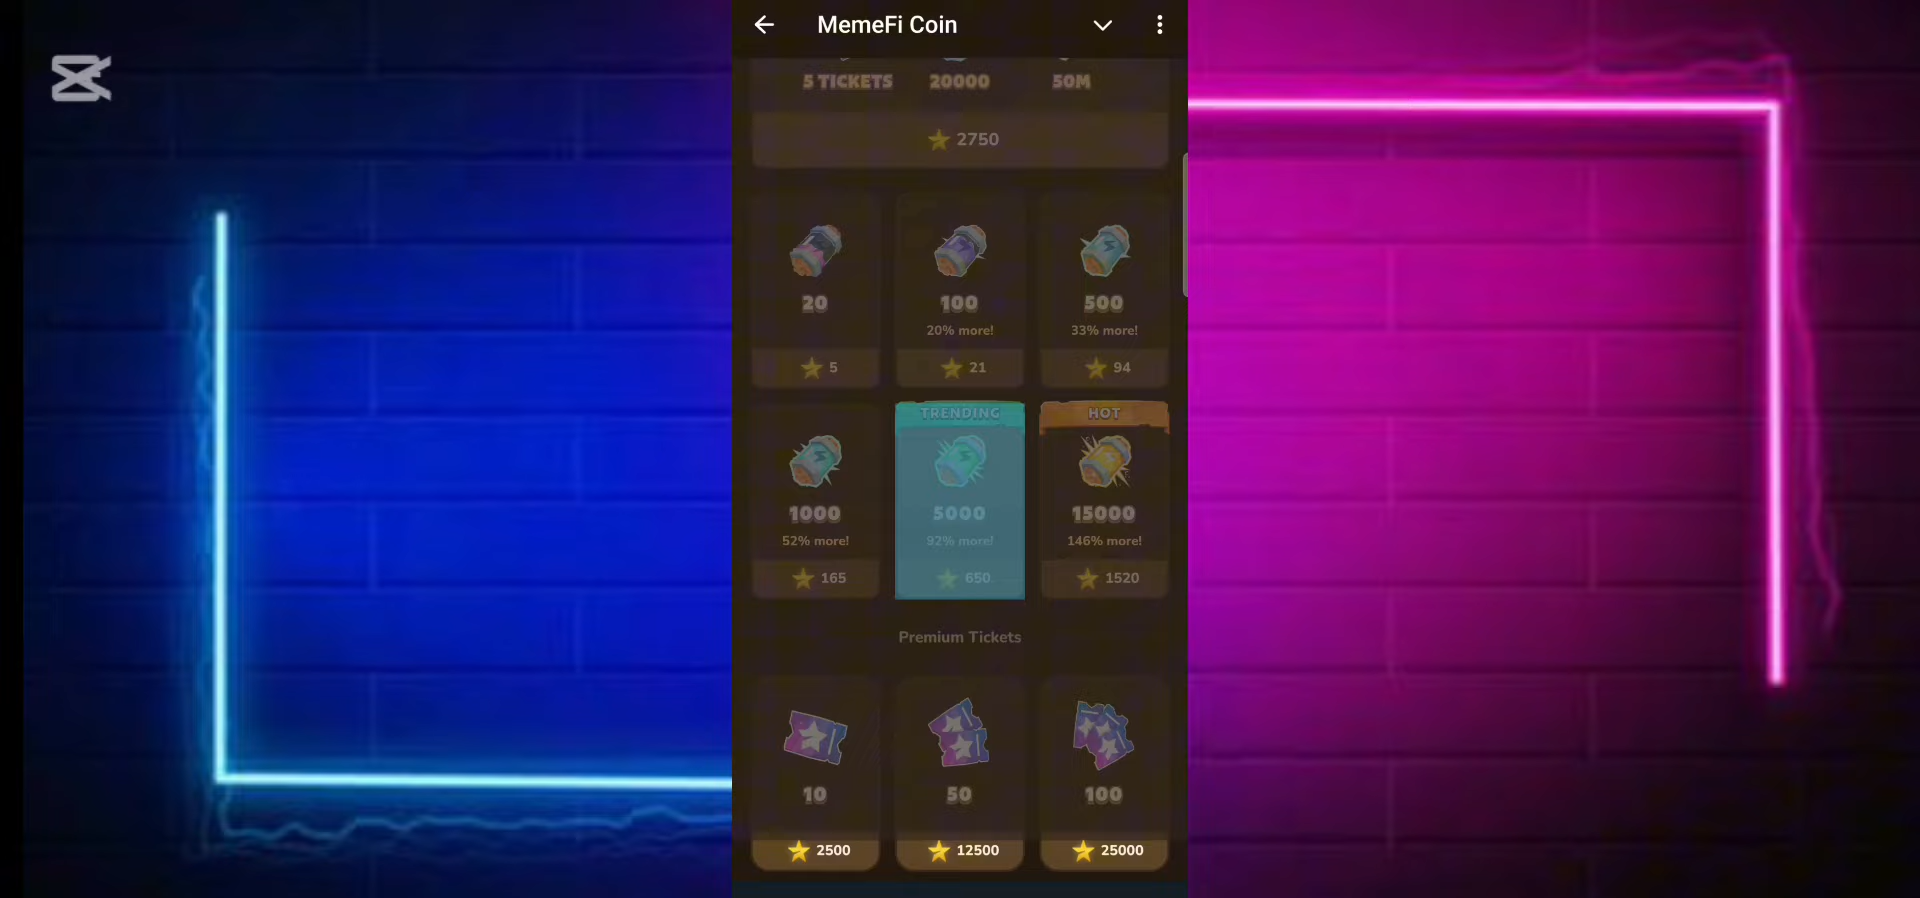 MemeFi Coin
5 TICKETS 20000 50M
2750
20 100 500
20% more! 33% more!
5 21 94
TRENDING HOT
1000 5000 15000
52% more! 92% more! 146% more!
165 650 1520
Premium Tickets
10 50 100
2500 12500 25000